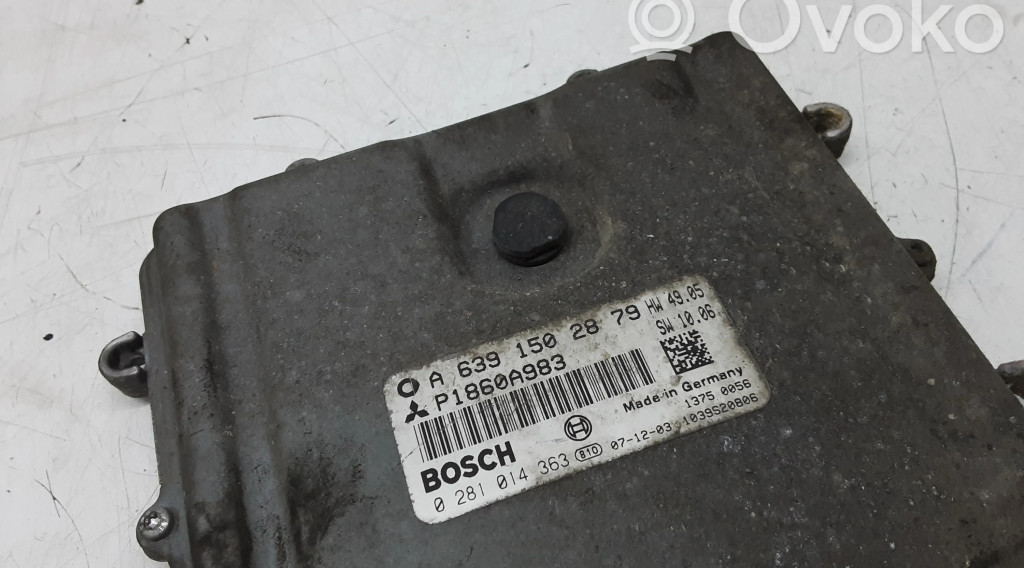 Ovoko
A 639 150 28 79 HW 49.05
P1860A983 SW 10.06
Made in Germany
BOSCH
1375 0056
0 281 014 363 BTD 07-12-03 1039S20806